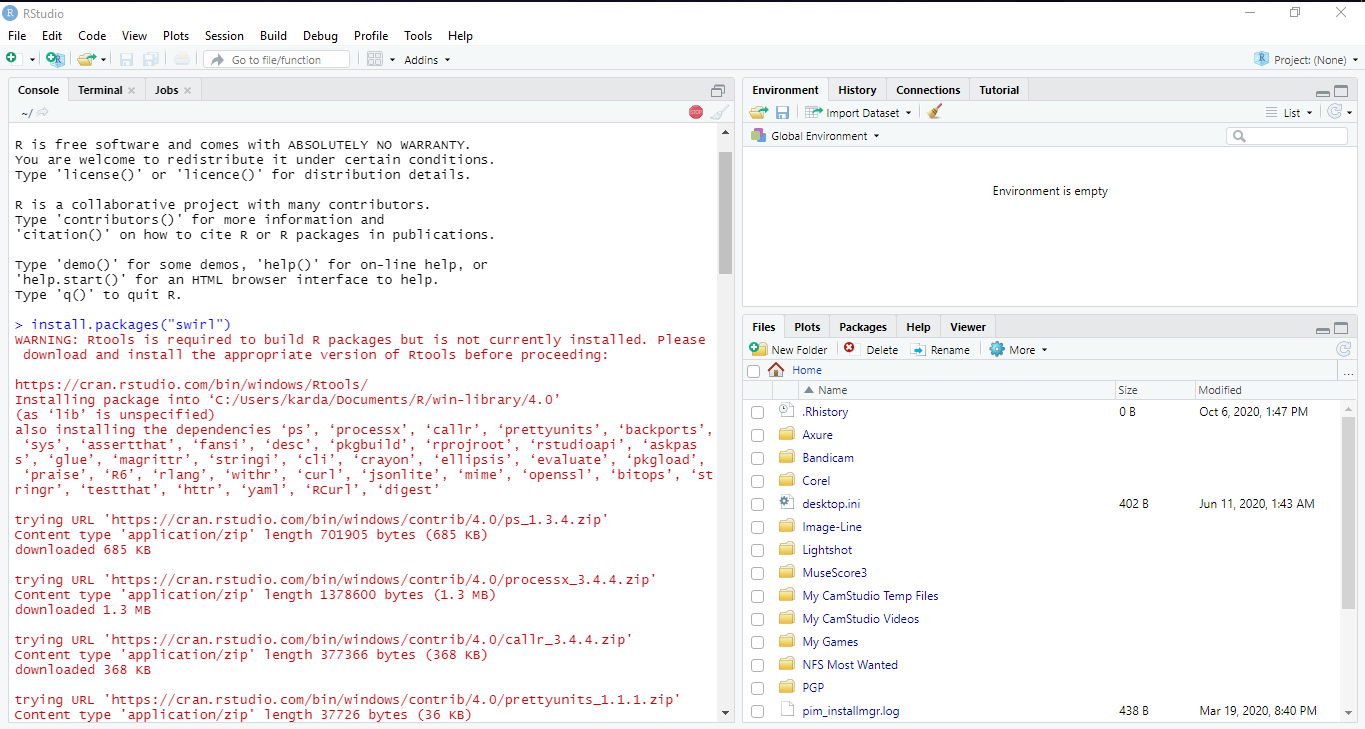 RStudio
File Edit Code View Plots Session Build Debug Profile Tools Help
Go to file/function Addins Project: (None)
Console Terminal Jobs
~/
R is free software and comes with ABSOLUTELY NO WARRANTY.
You are welcome to redistribute it under certain conditions.
Type 'license()' or 'licence()' for distribution details.
R is a collaborative project with many contributors.
Type 'contributors()' for more information and
'citation()' on how to cite R or R packages in publications.
Type 'demo()' for some demos, 'help()' for on-line help, or
'help.start()' for an HTML browser interface to help.
Type 'q()' to quit R.
> install.packages("swirl")
WARNING: Rtools is required to build R packages but is not currently installed. Please
download and install the appropriate version of Rtools before proceeding:
https://cran.rstudio.com/bin/windows/Rtools/
Installing package into ‘C:/Users/karda/Documents/R/win-library/4.0’
(as ‘lib’ is unspecified)
also installing the dependencies ‘ps’, ‘processx’, ‘callr’, ‘prettyunits’, ‘backports’,
‘sys’, ‘assertthat’, ‘fansi’, ‘desc’, ‘pkgbuild’, ‘rprojroot’, ‘rstudioapi’, ‘askpas
s’, ‘glue’, ‘magrittr’, ‘stringi’, ‘cli’, ‘crayon’, ‘ellipsis’, ‘evaluate’, ‘pkgload’,
‘praise’, ‘R6’, ‘rlang’, ‘withr’, ‘curl’, ‘jsonlite’, ‘mime’, ‘openssl’, ‘bitops’, ‘st
ringr’, ‘testthat’, ‘httr’, ‘yaml’, ‘RCurl’, ‘digest’
trying URL 'https://cran.rstudio.com/bin/windows/contrib/4.0/ps_1.3.4.zip'
Content type 'application/zip' length 701905 bytes (685 KB)
downloaded 685 KB
trying URL 'https://cran.rstudio.com/bin/windows/contrib/4.0/processx_3.4.4.zip'
Content type 'application/zip' length 1378600 bytes (1.3 MB)
downloaded 1.3 MB
trying URL 'https://cran.rstudio.com/bin/windows/contrib/4.0/callr_3.4.4.zip'
Content type 'application/zip' length 377366 bytes (368 KB)
downloaded 368 KB
trying URL 'https://cran.rstudio.com/bin/windows/contrib/4.0/prettyunits_1.1.1.zip'
Content type 'application/zip' length 37726 bytes (36 KB)
Environment History Connections Tutorial
Import Dataset List
Global Environment
Environment is empty
Files Plots Packages Help Viewer
New Folder Delete Rename More
Home ...
Name Size Modified
.Rhistory 0 B Oct 6, 2020, 1:47 PM
Axure
Bandicam
Corel
desktop.ini 402 B Jun 11, 2020, 1:43 AM
Image-Line
Lightshot
MuseScore3
My CamStudio Temp Files
My CamStudio Videos
My Games
NFS Most Wanted
PGP
pim_installmgr.log 438 B Mar 19, 2020, 8:40 PM